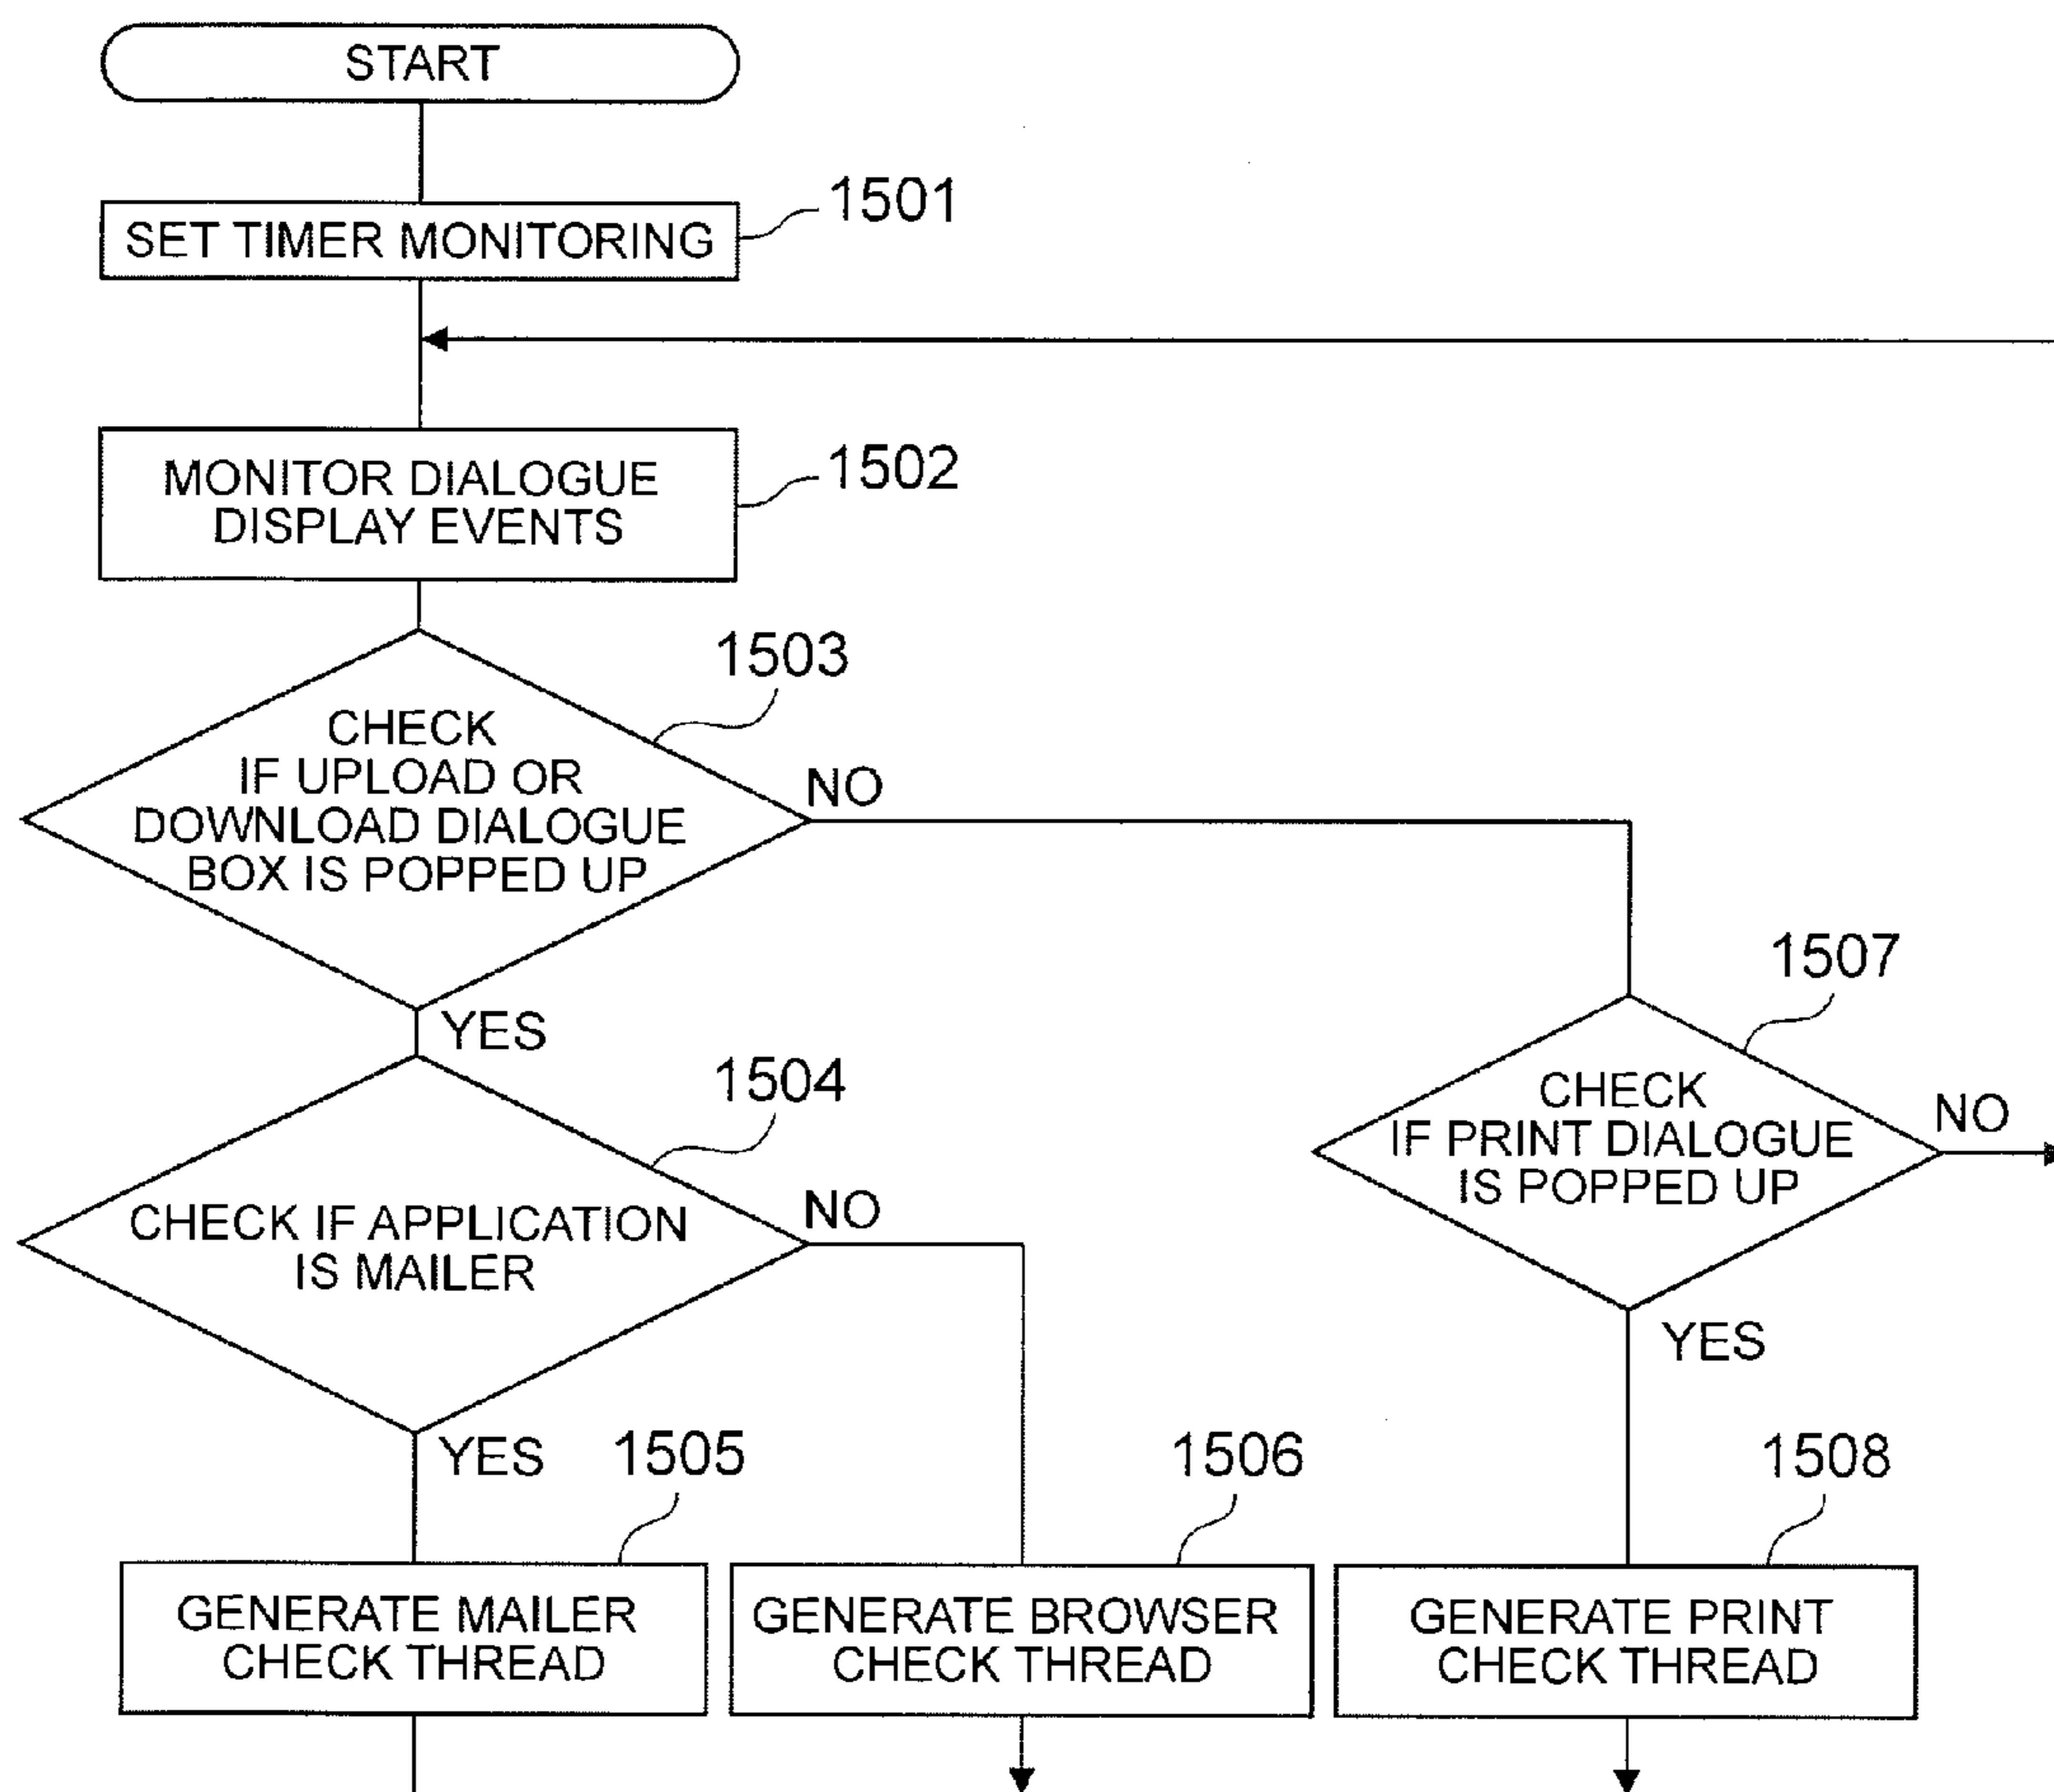 START
1501
SET TIMER MONITORING
1502
MONITOR DIALOGUE
DISPLAY EVENTS
1503
CHECK
IF UPLOAD OR
DOWNLOAD DIALOGUE
BOX IS POPPED UP
NO
YES
1504
CHECK IF APPLICATION
IS MAILER
NO
YES
1507
CHECK
IF PRINT DIALOGUE
IS POPPED UP
NO
YES
1505
GENERATE MAILER
CHECK THREAD
1506
GENERATE BROWSER
CHECK THREAD
1508
GENERATE PRINT
CHECK THREAD